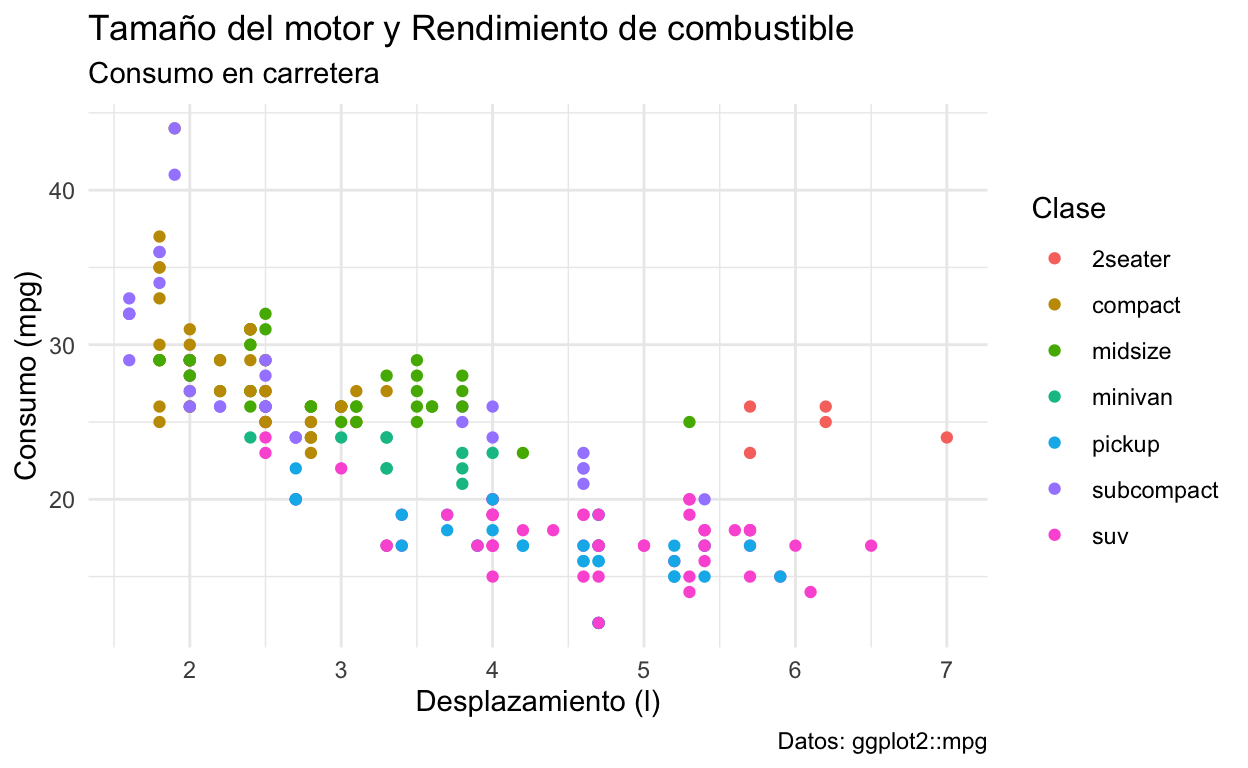 Tamaño del motor y Rendimiento de combustible
Consumo en carretera
Consumo (mpg)
40
30
20
2 3 4 5 6 7
Desplazamiento (l)
Clase
2seater
compact
midsize
minivan
pickup
subcompact
suv
Datos: ggplot2::mpg